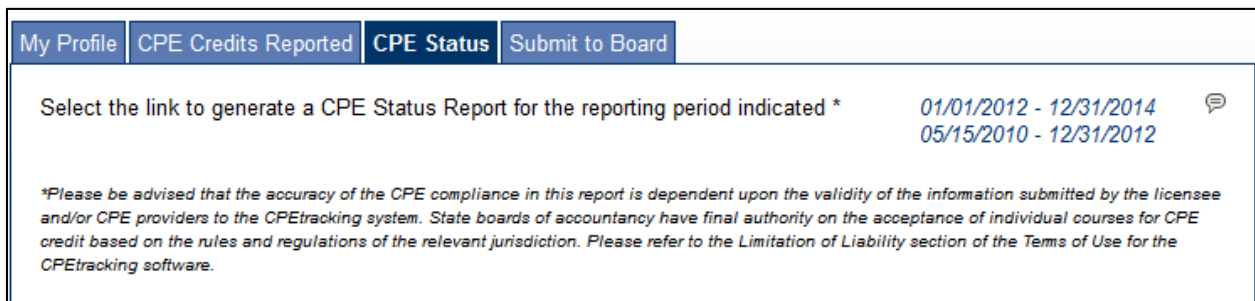 My Profile CPE Credits Reported CPE Status Submit to Board
Select the link to generate a CPE Status Report for the reporting period indicated * 01/01/2012 - 12/31/2014
05/15/2010 - 12/31/2012
*Please be advised that the accuracy of the CPE compliance in this report is dependent upon the validity of the information submitted by the licensee
and/or CPE providers to the CPEtracking system. State boards of accountancy have final authority on the acceptance of individual courses for CPE
credit based on the rules and regulations of the relevant jurisdiction. Please refer to the Limitation of Liability section of the Terms of Use for the
CPEtracking software.